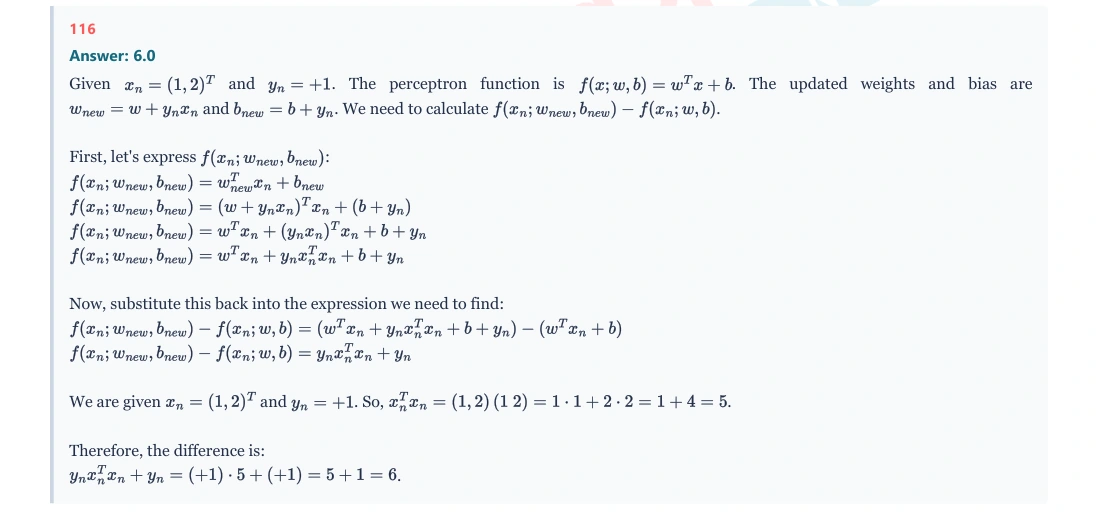 116
Answer: 6.0
Given x_n = (1, 2)^T and y_n = +1. The perceptron function is f(x; w, b) = w^T x + b. The updated weights and bias are
w_new = w + y_n x_n and b_new = b + y_n. We need to calculate f(x_n; w_new, b_new) − f(x_n; w, b).
First, let's express f(x_n; w_new, b_new):
f(x_n; w_new, b_new) = w_new^T x_n + b_new
f(x_n; w_new, b_new) = (w + y_n x_n)^T x_n + (b + y_n)
f(x_n; w_new, b_new) = w^T x_n + (y_n x_n)^T x_n + b + y_n
f(x_n; w_new, b_new) = w^T x_n + y_n x_n^T x_n + b + y_n
Now, substitute this back into the expression we need to find:
f(x_n; w_new, b_new) − f(x_n; w, b) = (w^T x_n + y_n x_n^T x_n + b + y_n) − (w^T x_n + b)
f(x_n; w_new, b_new) − f(x_n; w, b) = y_n x_n^T x_n + y_n
We are given x_n = (1, 2)^T and y_n = +1. So, x_n^T x_n = (1, 2) (1 2) = 1 · 1 + 2 · 2 = 1 + 4 = 5.
Therefore, the difference is:
y_n x_n^T x_n + y_n = (+1) · 5 + (+1) = 5 + 1 = 6.